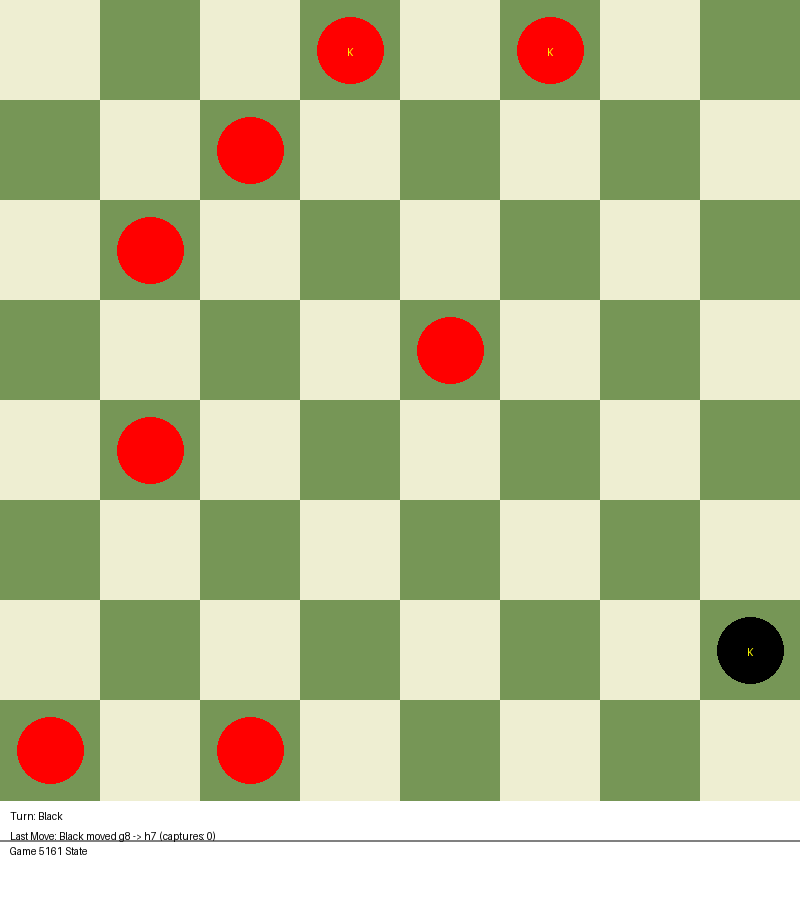 K K
K
Turn: Black
Last Move: Black moved g8 -> h7 (captures: 0)
Game 5161 State